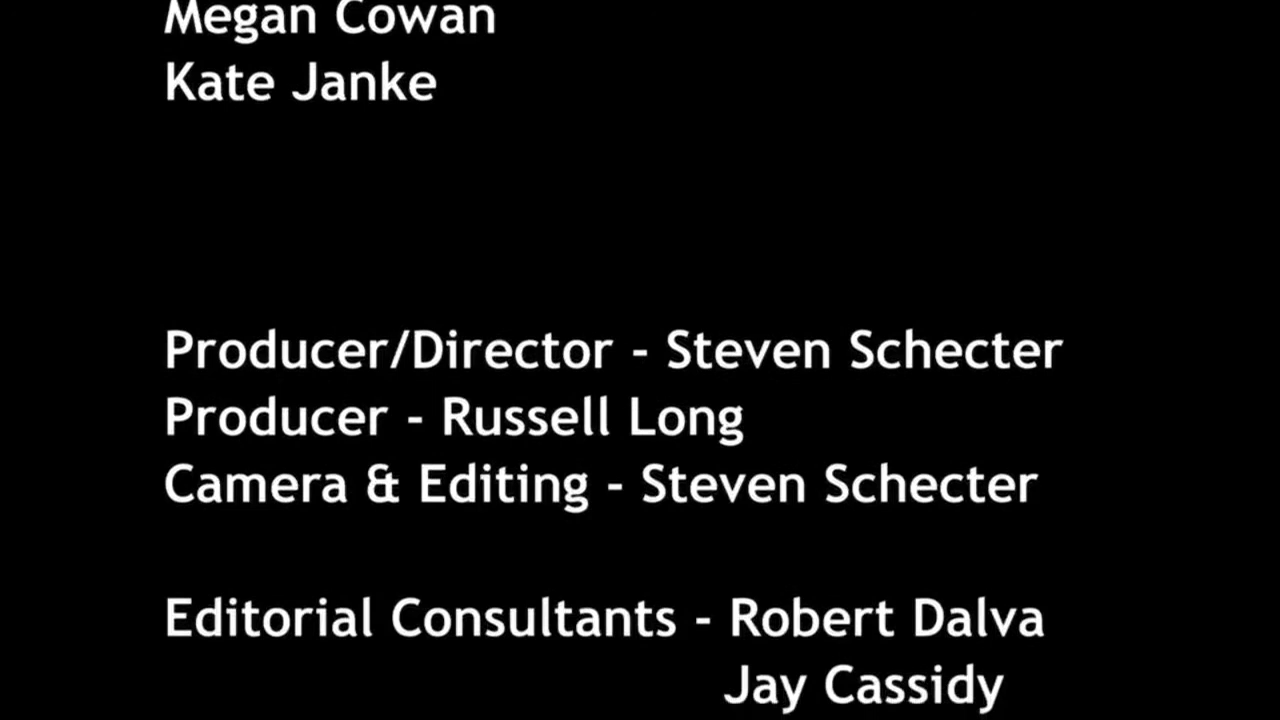 Megan Cowan
Kate Janke
Producer/Director - Steven Schecter
Producer - Russell Long
Camera & Editing - Steven Schecter
Editorial Consultants - Robert Dalva
Jay Cassidy